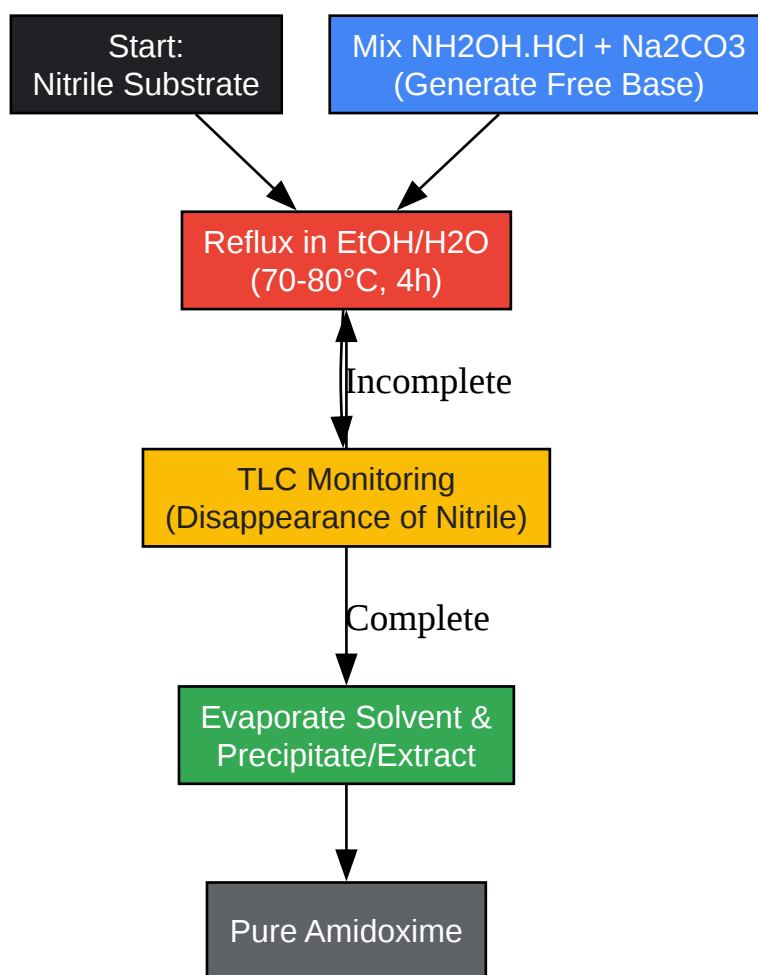 Start:
Nitrile Substrate
Mix NH2OH.HCl + Na2CO3
(Generate Free Base)
Reflux in EtOH/H2O
(70-80°C, 4h)
Incomplete
TLC Monitoring
(Disappearance of Nitrile)
Complete
Evaporate Solvent &
Precipitate/Extract
Pure Amidoxime